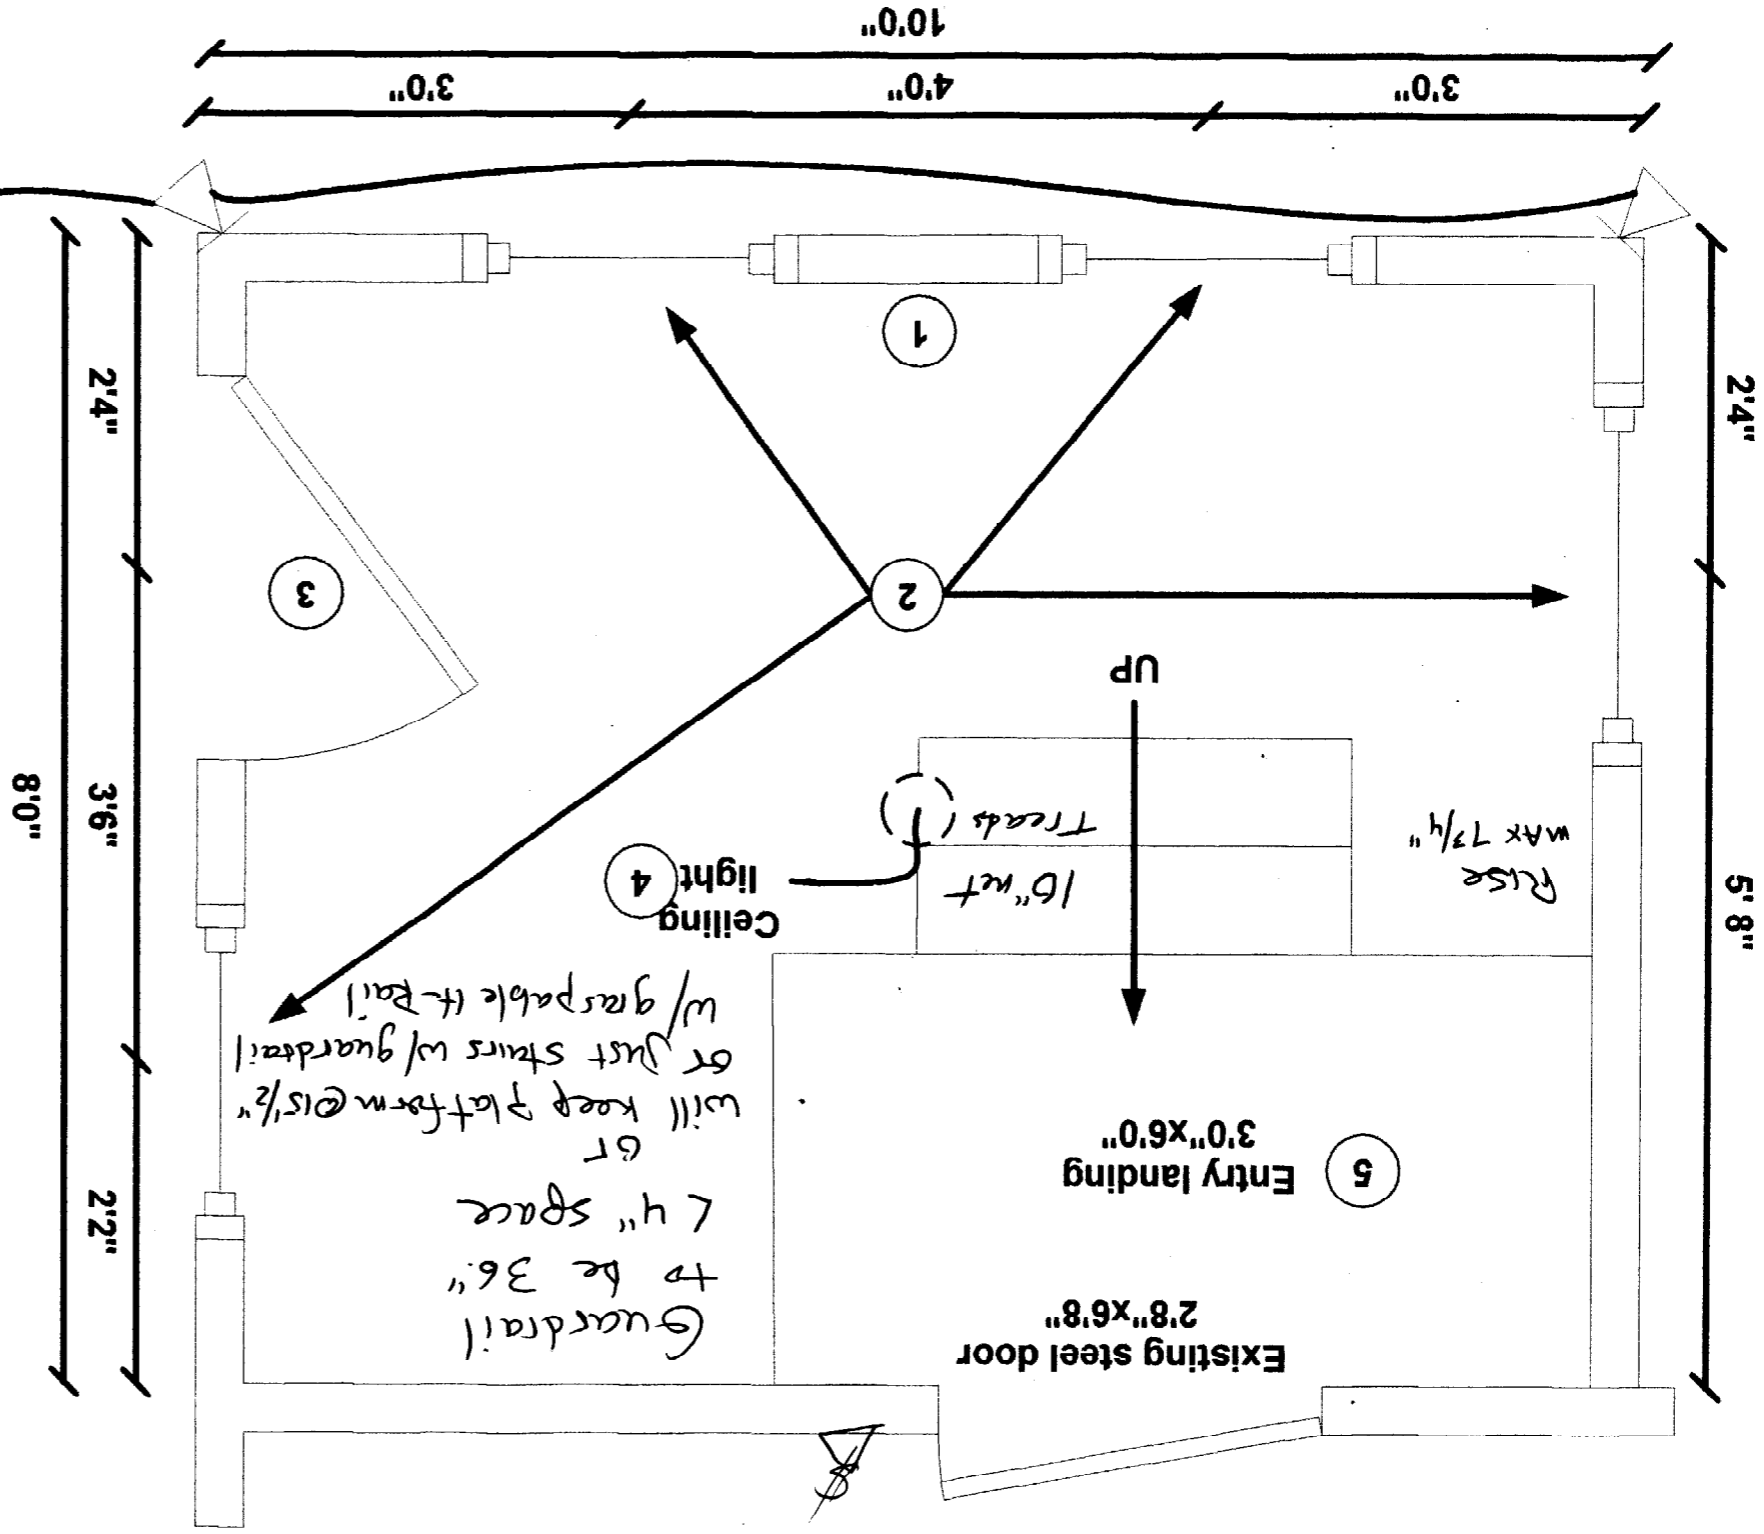 Existing steel door
2'8"x6'8"
5
Entry landing
3'0"x6'0"
Guardrail
to be 36"
< 4" space
or
will keep platform @15 1/2"
or just stairs w/ guardrail
w/ graspable H-Rail
2'2"
5' 8"
Rise
max 7 3/4"
10" net
Treads
Ceiling
light
4
3'6"
8'0"
UP
2
3
2'4"
2'4"
1
3'0"
4'0"
3'0"
10'0"